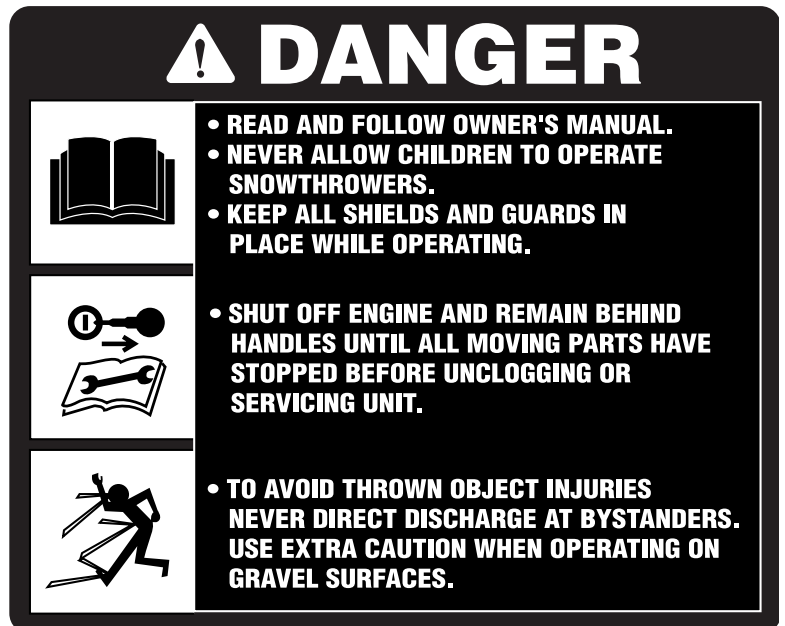 DANGER
• READ AND FOLLOW OWNER'S MANUAL.
• NEVER ALLOW CHILDREN TO OPERATE
SNOWTHROWERS.
• KEEP ALL SHIELDS AND GUARDS IN
PLACE WHILE OPERATING.
• SHUT OFF ENGINE AND REMAIN BEHIND
HANDLES UNTIL ALL MOVING PARTS HAVE
STOPPED BEFORE UNCLOGGING OR
SERVICING UNIT.
• TO AVOID THROWN OBJECT INJURIES
NEVER DIRECT DISCHARGE AT BYSTANDERS.
USE EXTRA CAUTION WHEN OPERATING ON
GRAVEL SURFACES.